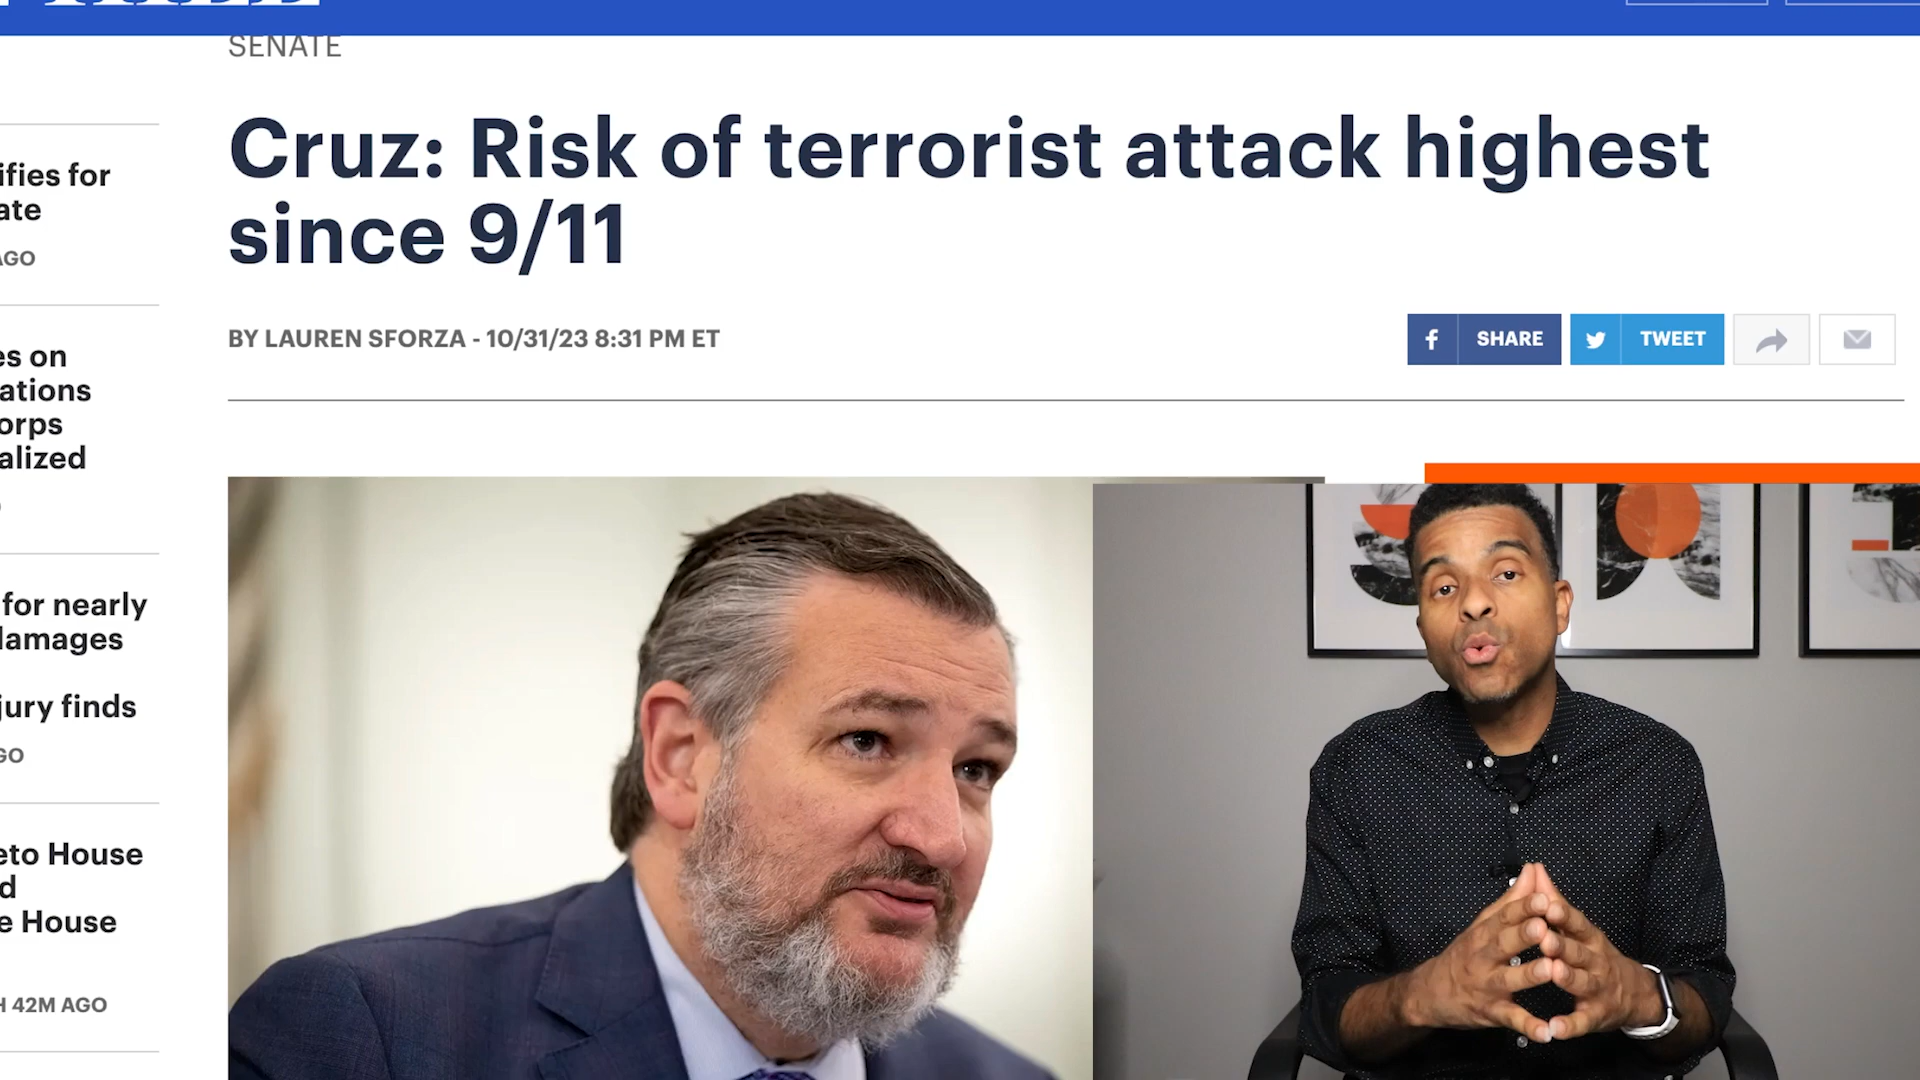 SENATE
Cruz: Risk of terrorist attack highest
since 9/11
BY LAUREN SFORZA - 10/31/23 8:31 PM ET
f SHARE
TWEET
ifies for
ate
AGO
es on
ations
orps
alized
for nearly
damages
jury finds
GO
eto House
d
e House
H 42M AGO